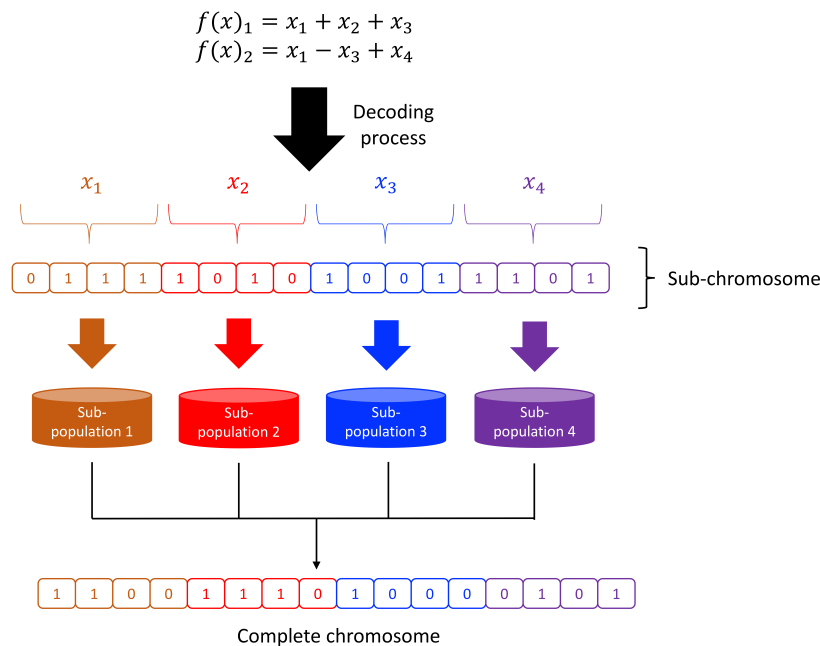 f(x)₁ = x₁ + x₂ + x₃
f(x)₂ = x₁ − x₃ + x₄
Decoding
process
x₁ x₂ x₃ x₄
0 1 1 1 1 0 1 0 1 0 0 1 1 1 0 1
Sub-chromosome
Sub-
population 1
Sub-
population 2
Sub-
population 3
Sub-
population 4
1 1 0 0 1 1 1 0 1 0 0 0 0 1 0 1
Complete chromosome